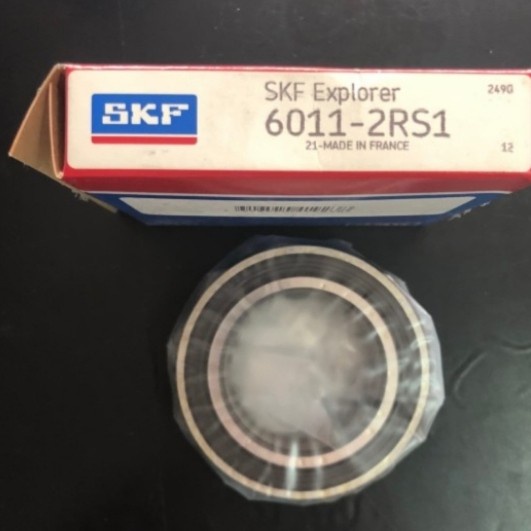 SKF
SKF Explorer
249G
6011-2RS1
21-MADE IN FRANCE
12